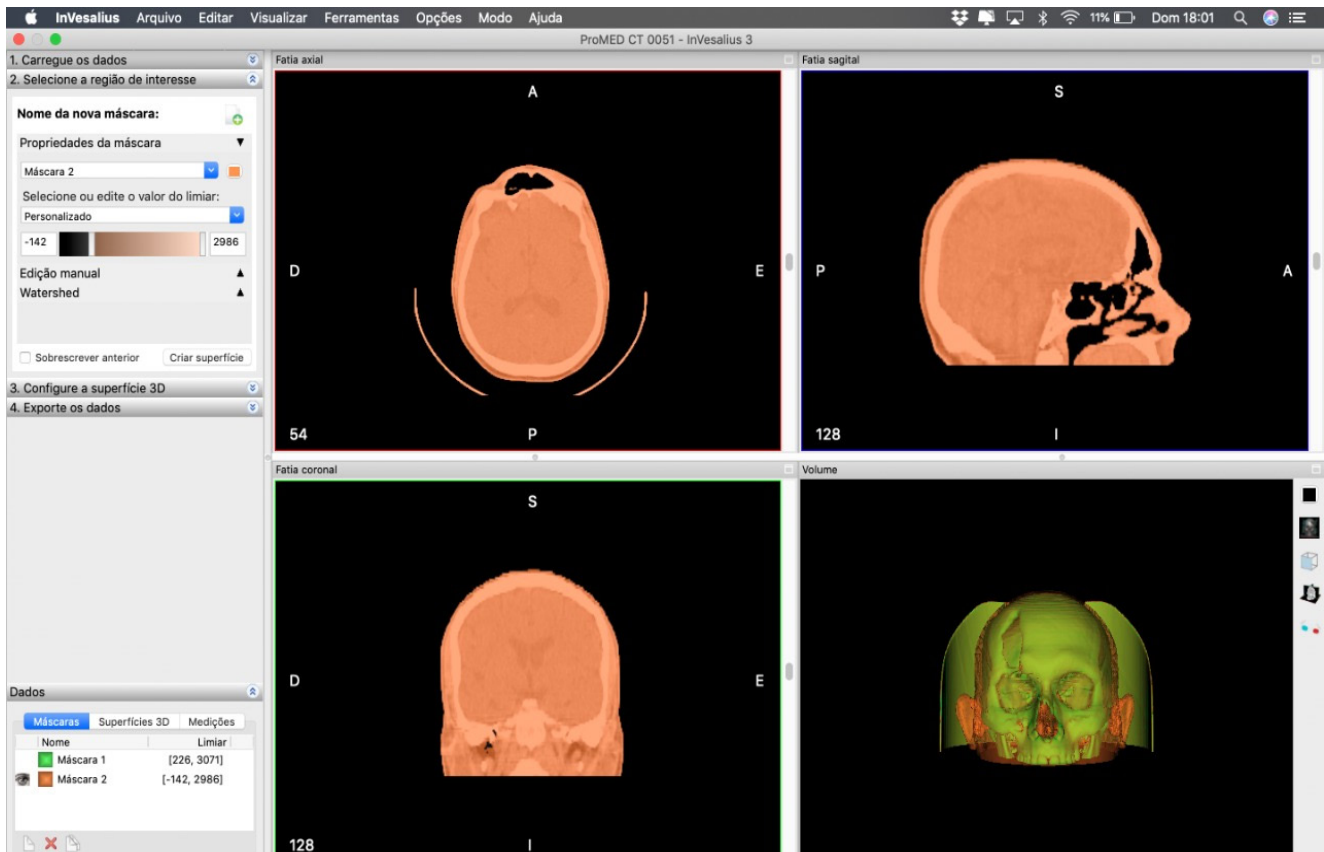 InVesalius Arquivo Editar Visualizar Ferramentas Opções Modo Ajuda 11% Dom 18:01
ProMED CT 0051 - InVesalius 3
1. Carregue os dados
2. Selecione a região de interesse
Nome da nova máscara:
Propriedades da máscara
Máscara 2
Selecione ou edite o valor do limiar:
Personalizado
-142 2986
Edição manual
Watershed
Sobrescrever anterior Criar superfície
3. Configure a superfície 3D
4. Exporte os dados
Dados
Máscaras Superfícies 3D Medições
Nome Limiar
Máscara 1 [226, 3071]
Máscara 2 [-142, 2986]
Fatia axial
A
D E
54 P
Fatia sagital
S
P A
128 I
Fatia coronal
S
D E
128 I
Volume